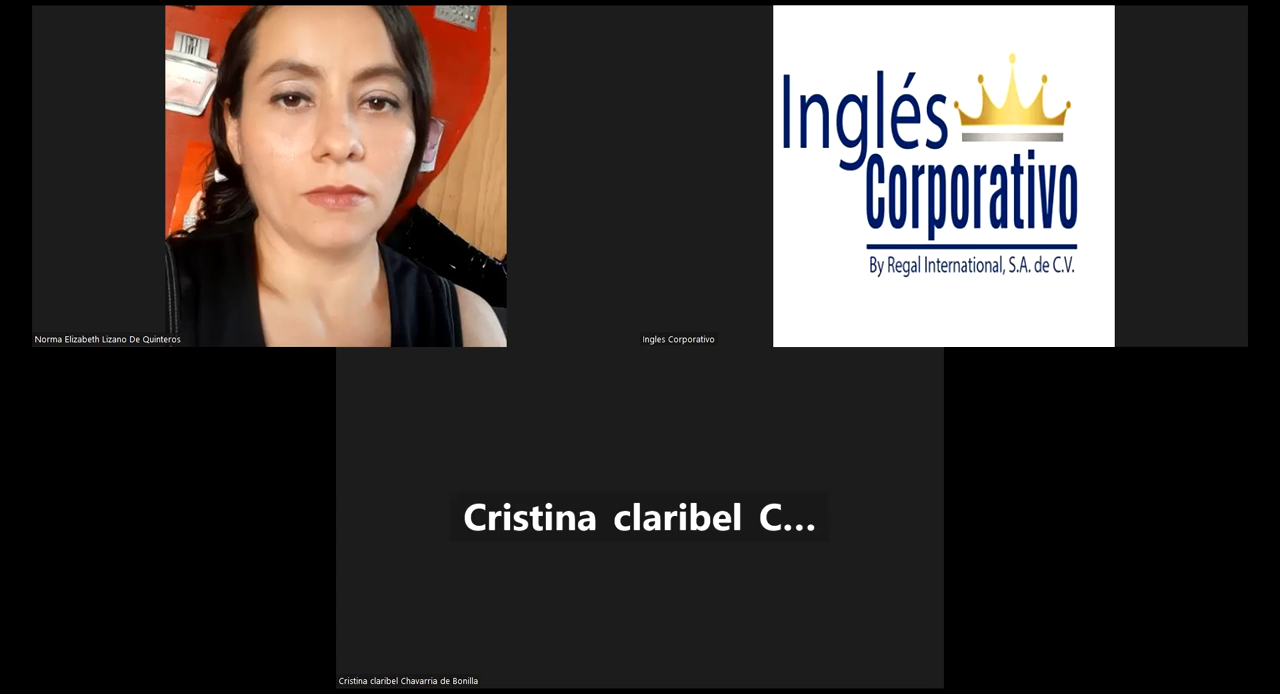 Inglés
Corporativo
By Regal International, S.A. de C.V.
Norma Elizabeth Lizano De Quinteros
Ingles Corporativo
Cristina claribel C...
Cristina claribel Chavarria de Bonilla